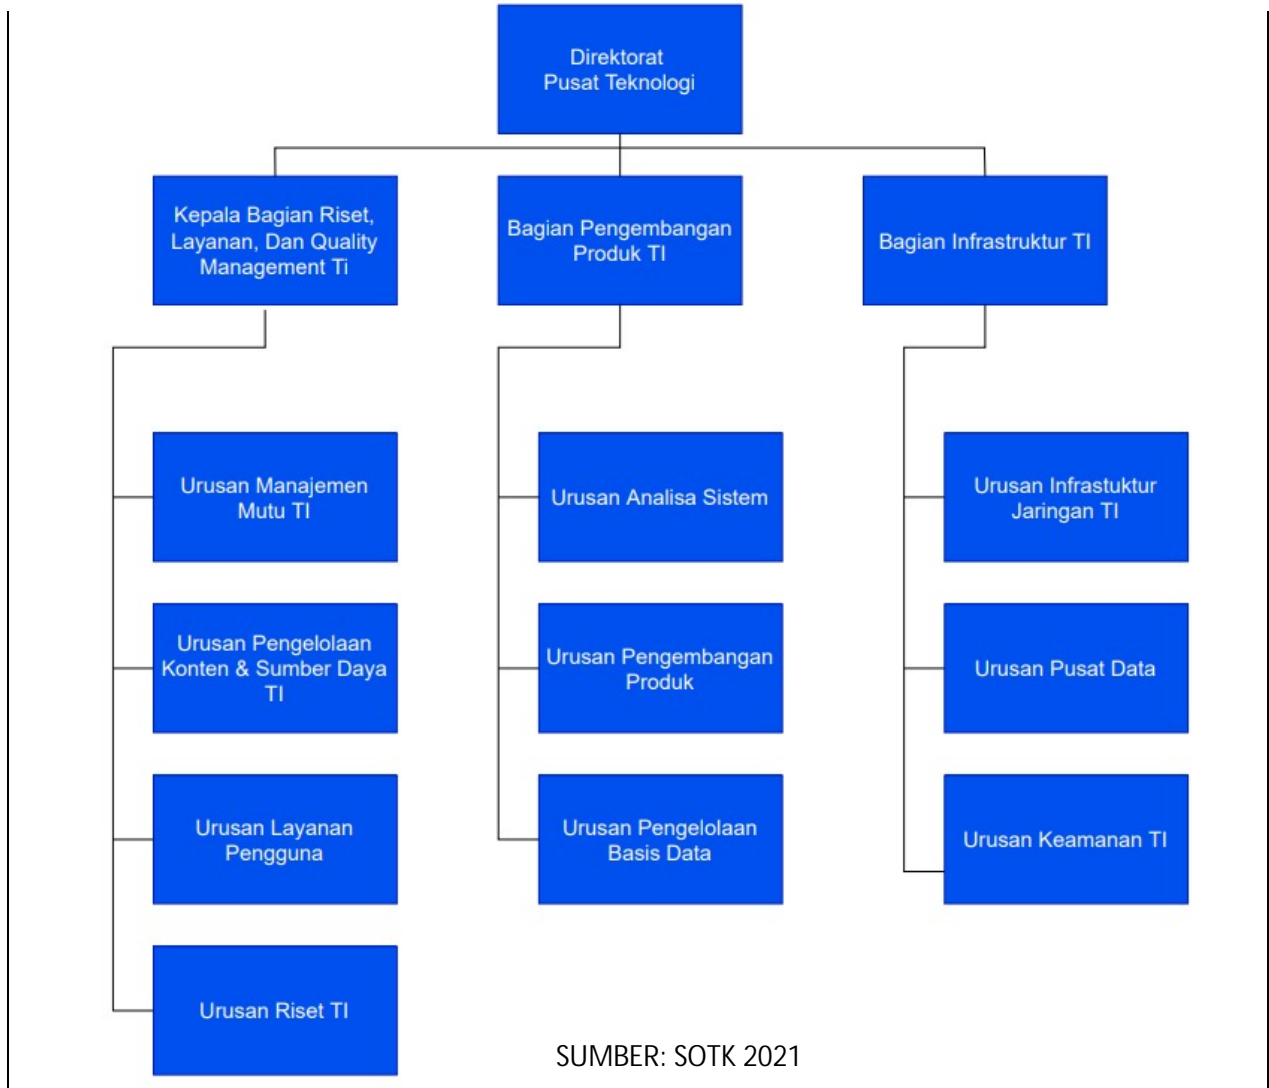 Direktorat
Pusat Teknologi
Kepala Bagian Riset,
Layanan, Dan Quality
Management Ti
Bagian Pengembangan
Produk TI
Bagian Infrastruktur TI
Urusan Manajemen
Mutu TI
Urusan Analisa Sistem
Urusan Infrastuktur
Jaringan TI
Urusan Pengelolaan
Konten & Sumber Daya
TI
Urusan Pengembangan
Produk
Urusan Pusat Data
Urusan Layanan
Pengguna
Urusan Pengelolaan
Basis Data
Urusan Keamanan TI
Urusan Riset TI
SUMBER: SOTK 2021